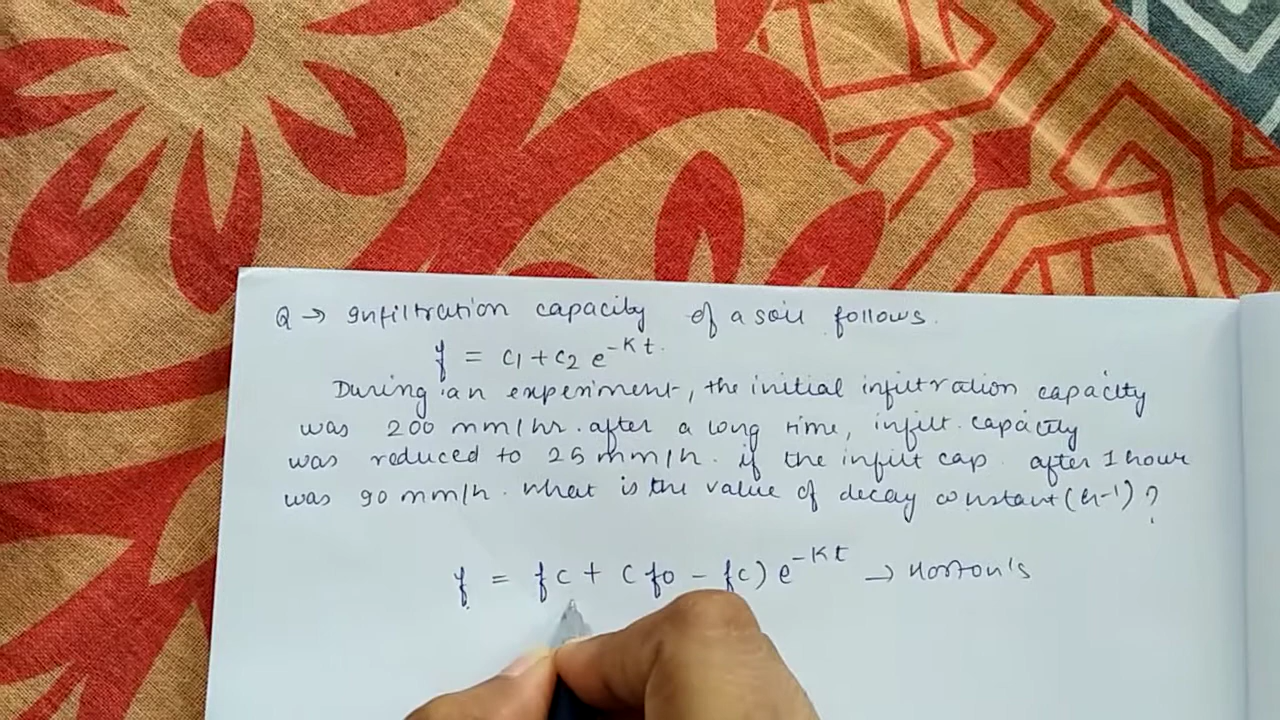 Q → Infiltration capacity of a soil follows.
f = c1 + c2 e^-Kt.
During an experiment, the initial infiltration capacity
was 200 mm/hr. after a long time, infilt. capacity
was reduced to 25 mm/h. if the infilt cap. after 1 hour
was 90 mm/h. what is the value of decay constant (h^-1) ?
f = fc + (fo - fc) e^-Kt → Horton's